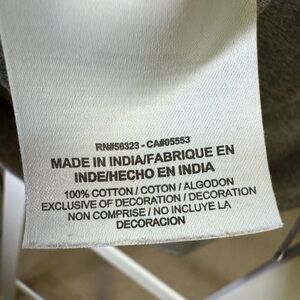 RN#56323 - CA#05553
MADE IN INDIA/FABRIQUE EN
INDE/HECHO EN INDIA
100% COTTON / COTON / ALGODON
EXCLUSIVE OF DECORATION / DECORATION
NON COMPRISE / NO INCLUYE LA
DECORACION